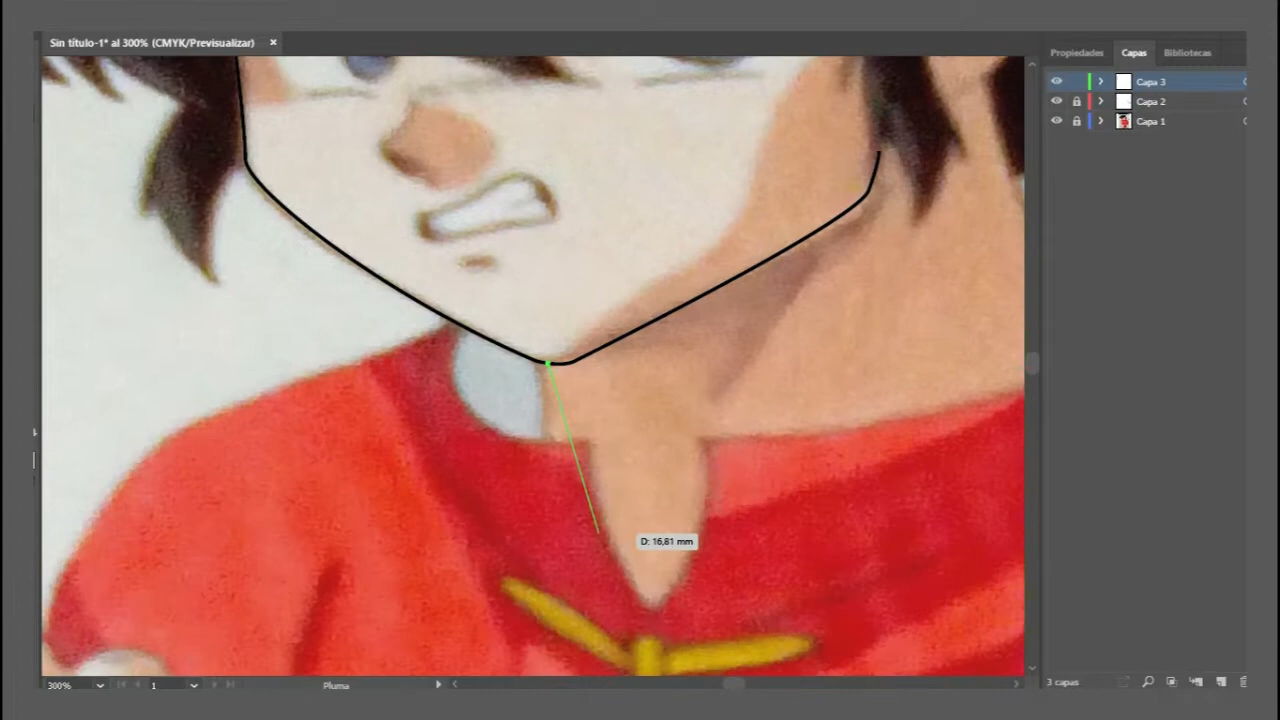 Sin título-1* al 300% (CMYK/Previsualizar) ×
Propiedades Capas Bibliotecas
Capa 3
Capa 2
Capa 1
D: 16,81 mm
300% 1 Pluma
3 capas